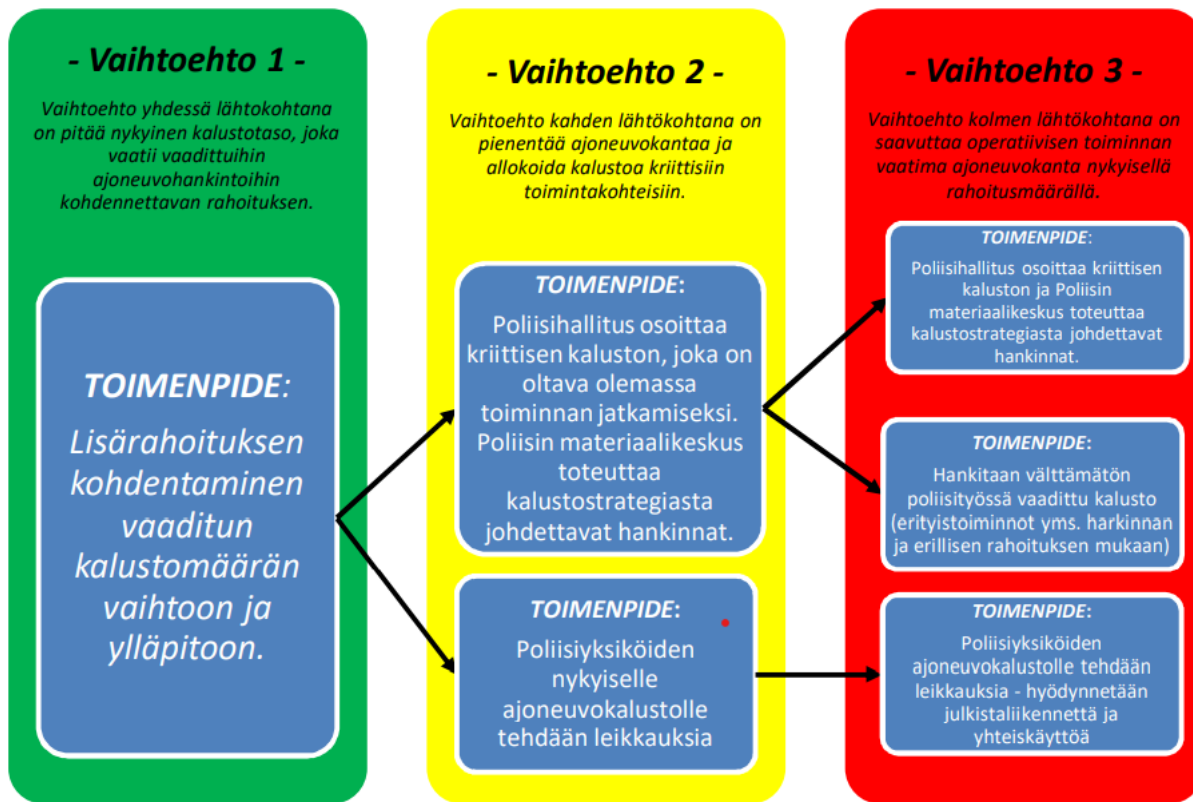 - Vaihtoehto 1 -
Vaihtoehto yhdessä lähtokohtana
on pitää nykyinen kalustotaso, joka
vaatii vaadittuihin
ajoneuvohankintoihin
kohdennettavan rahoituksen.
TOIMENPIDE:
Lisärahoituksen
kohdentaminen
vaaditun
kalustomäärän
vaihtoon ja
ylläpitoon.
- Vaihtoehto 2 -
Vaihtoehto kahden lähtökohtana on
pienentää ajoneuvokantaa ja
allokoida kalustoa kriittisiin
toimintakohteisiin.
TOIMENPIDE:
Poliisihallitus osoittaa
kriittisen kaluston, joka on
oltava olemassa
toiminnan jatkamiseksi.
Poliisin materiaalikeskus
toteuttaa
kalustostrategiasta
johdettavat hankinnat.
TOIMENPIDE:
Poliisiyksiköiden
nykyiselle
ajoneuvokalustolle
tehdään leikkauksia
- Vaihtoehto 3 -
Vaihtoehto kolmen lähtökohtana on
saavuttaa operatiivisen toiminnan
vaatima ajoneuvokanta nykyisellä
rahoitusmäärällä.
TOIMENPIDE:
Poliisihallitus osoittaa kriittisen
kaluston ja Poliisin
materiaalikeskus toteuttaa
kalustostrategiasta johdettavat
hankinnat.
TOIMENPIDE:
Hankitaan välttämätön
poliisityössä vaadittu kalusto
(erityistoiminnot yms. harkinnan
ja erillisen rahoituksen mukaan)
TOIMENPIDE:
Poliisiyksiköiden
ajoneuvokalustolle tehdään
leikkauksia - hyödynnetään
julkistaliikennettä ja
yhteiskäyttöä